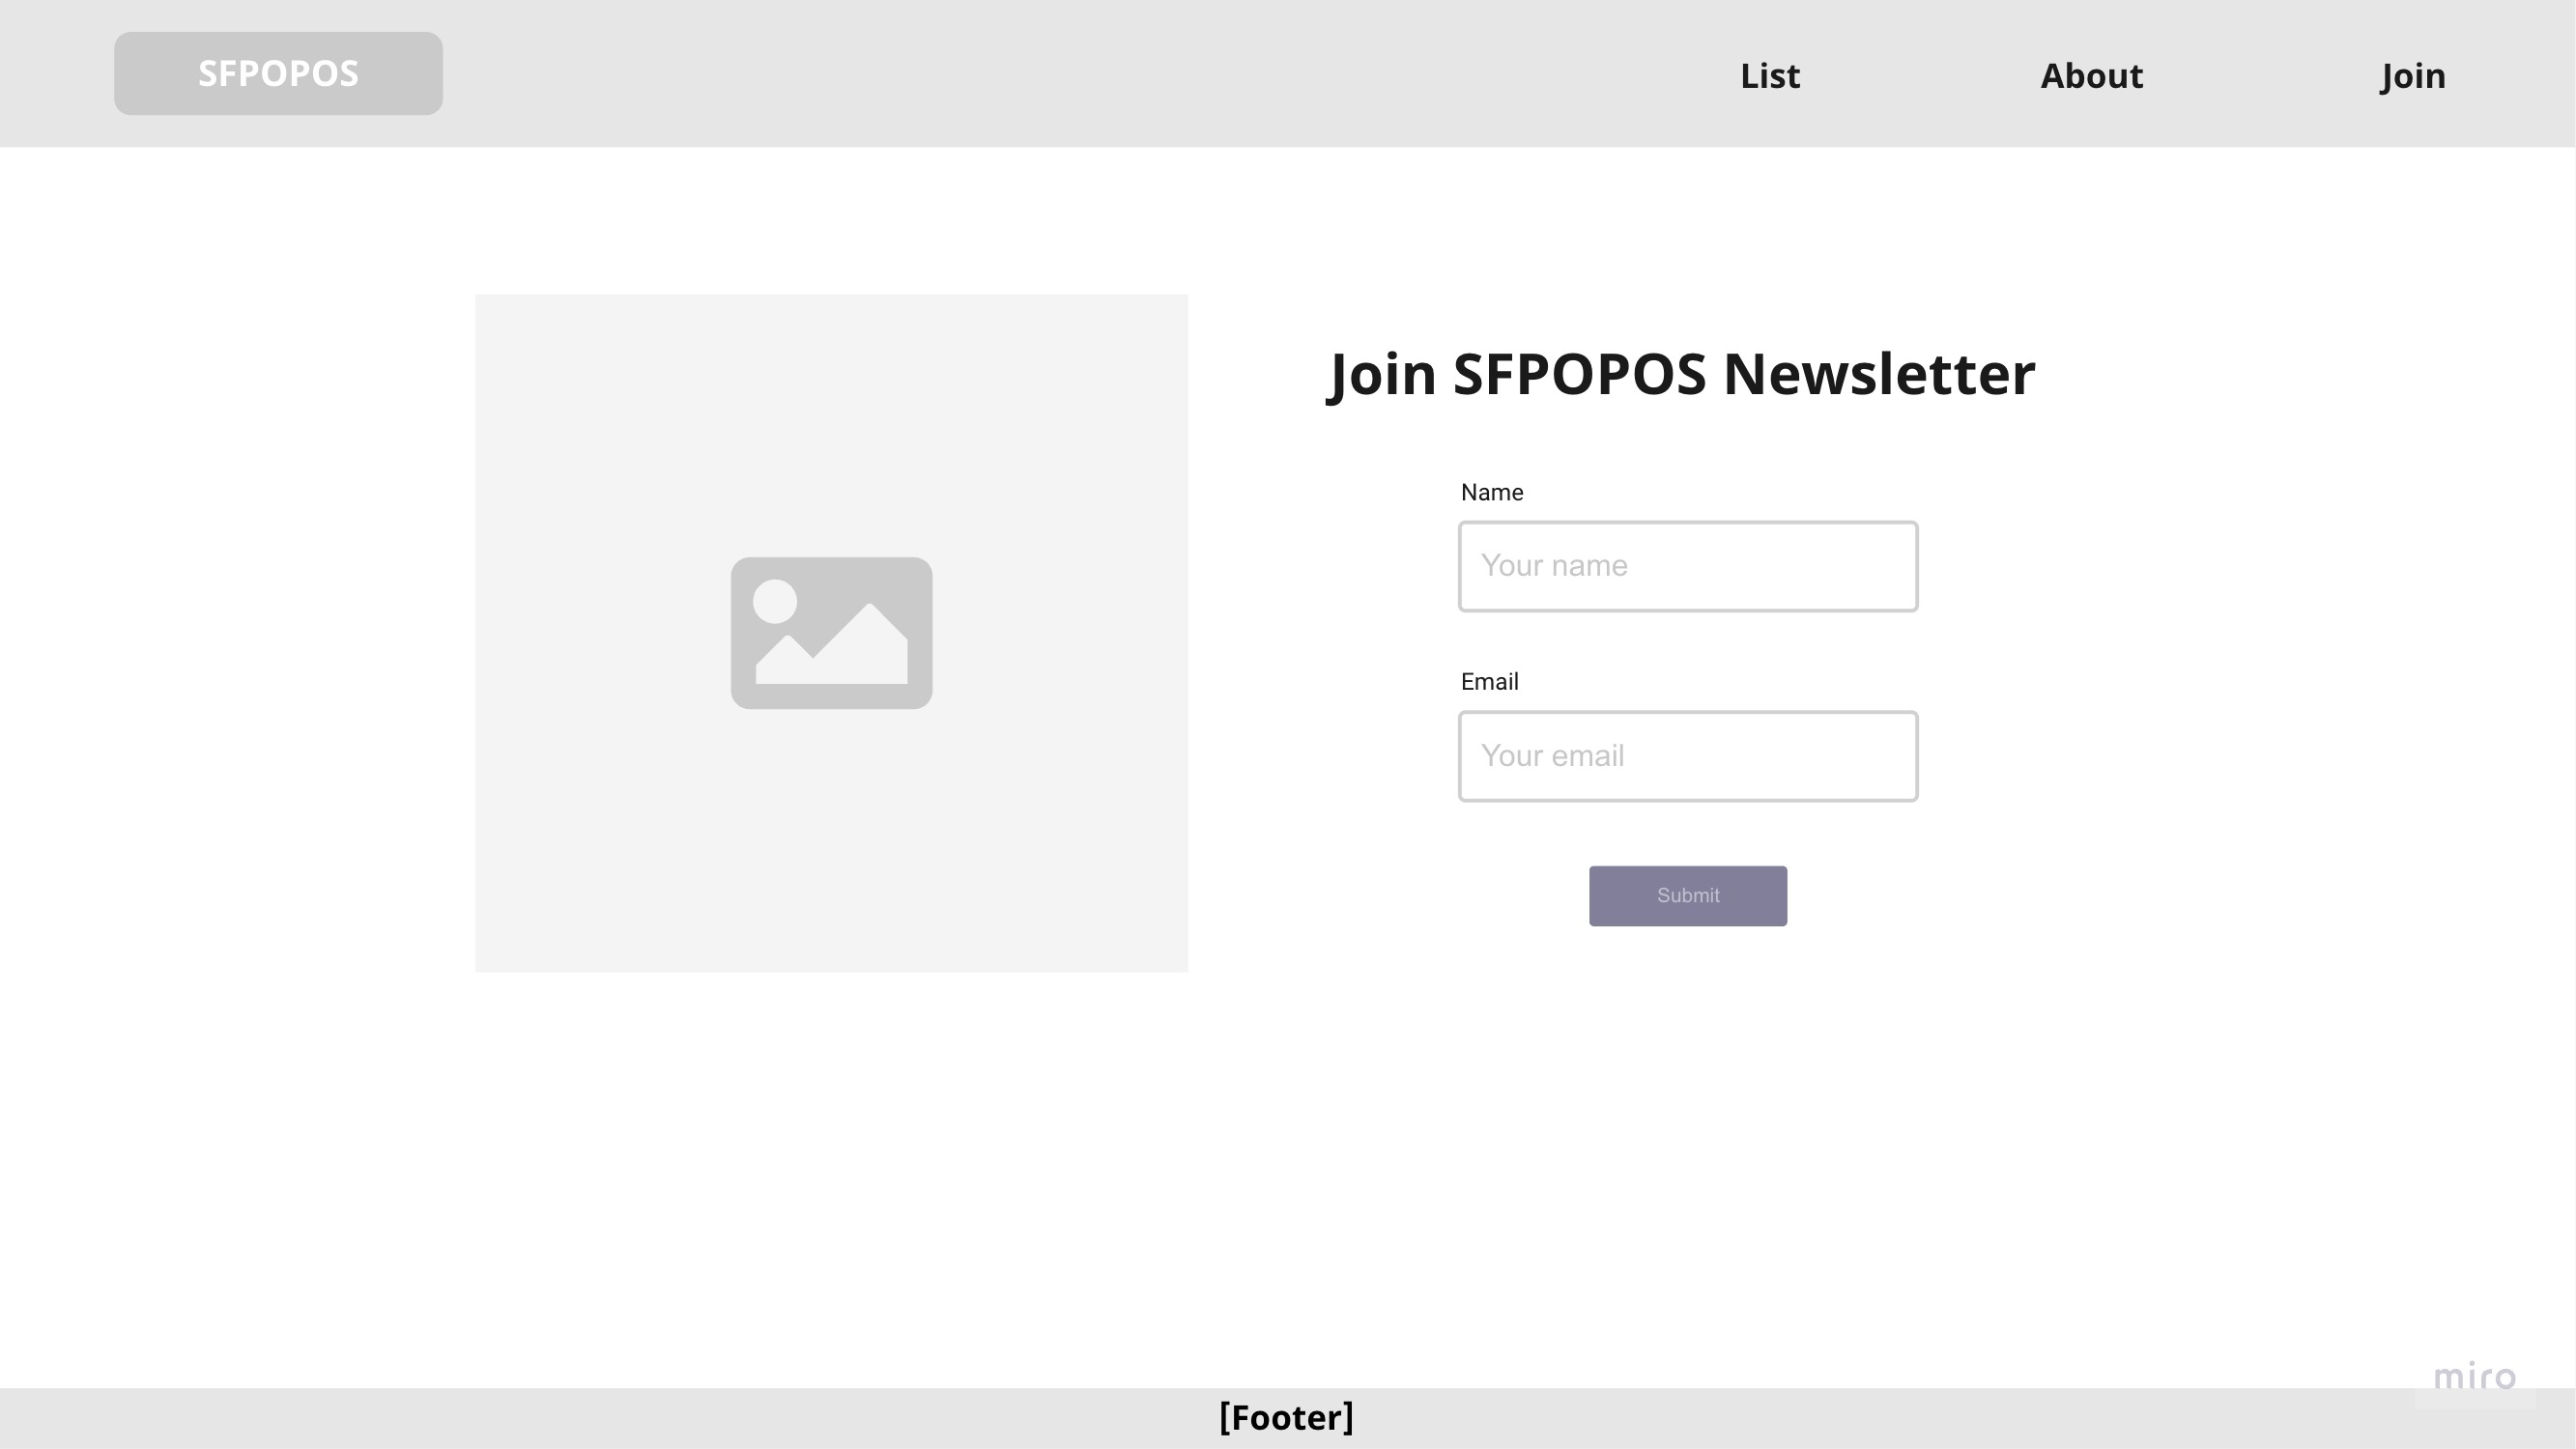 SFPOPOS
List
About
Join
Join SFPOPOS Newsletter
Name
Your name
Email
Your email
Submit
miro
[Footer]